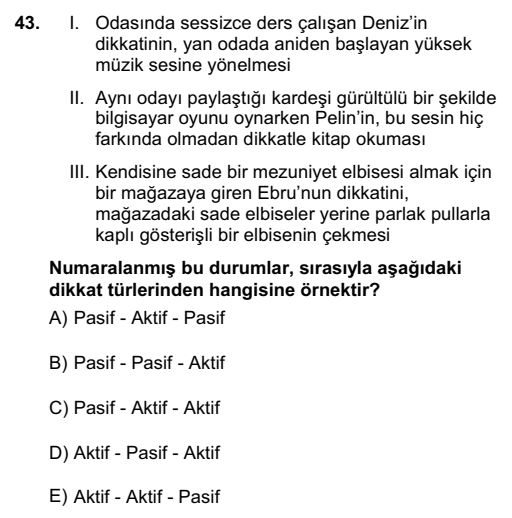 43. I. Odasında sessizce ders çalışan Deniz'in
dikkatinin, yan odada aniden başlayan yüksek
müzik sesine yönelmesi
II. Aynı odayı paylaştığı kardeşi gürültülü bir şekilde
bilgisayar oyunu oynarken Pelin'in, bu sesin hiç
farkında olmadan dikkatle kitap okuması
III. Kendisine sade bir mezuniyet elbisesi almak için
bir mağazaya giren Ebru'nun dikkatini,
mağazadaki sade elbiseler yerine parlak pullarla
kaplı gösterişli bir elbisenin çekmesi
Numaralanmış bu durumlar, sırasıyla aşağıdaki
dikkat türlerinden hangisine örnektir?
A) Pasif - Aktif - Pasif
B) Pasif - Pasif - Aktif
C) Pasif - Aktif - Aktif
D) Aktif - Pasif - Aktif
E) Aktif - Aktif - Pasif